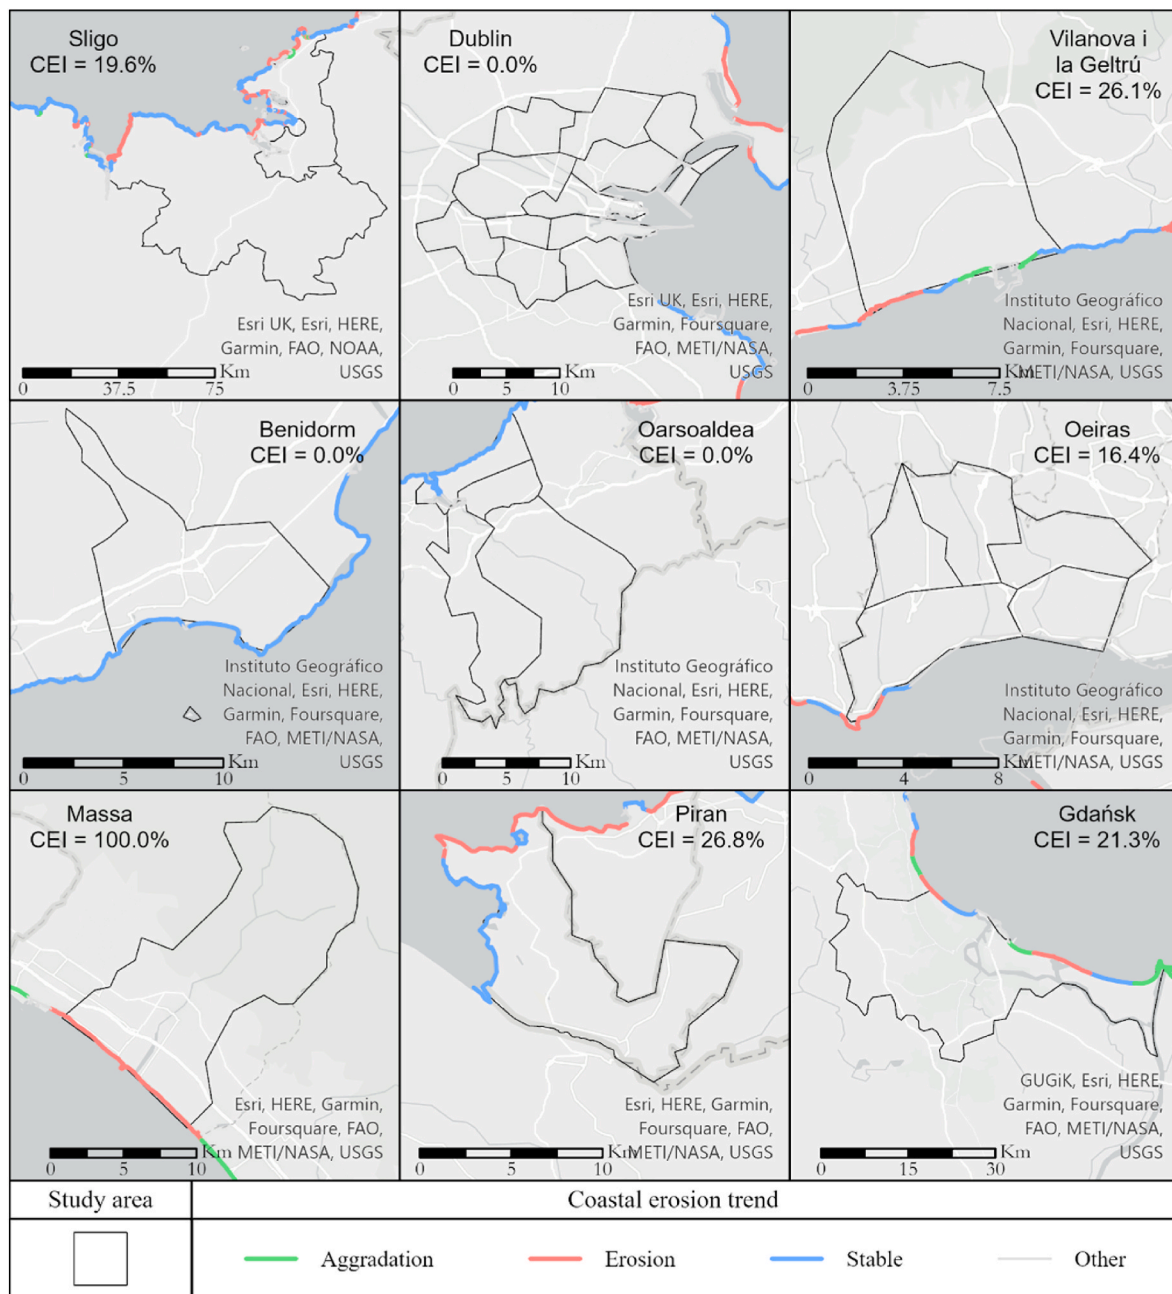 Sligo
CEI = 19.6%
Esri UK, Esri, HERE,
Garmin, FAO, NOAA,
USGS
0 37.5 75 Km
Dublin
CEI = 0.0%
Esri UK, Esri, HERE,
Garmin, Foursquare,
FAO, METI/NASA,
USGS
0 5 10 Km
Vilanova i
la Geltrú
CEI = 26.1%
Instituto Geográfico
Nacional, Esri, HERE,
Garmin, Foursquare,
METI/NASA, USGS
0 3.75 7.5 Km
Benidorm
CEI = 0.0%
Instituto Geográfico
Nacional, Esri, HERE,
Garmin, Foursquare,
FAO, METI/NASA,
USGS
0 5 10 Km
Oarsoaldea
CEI = 0.0%
Instituto Geográfico
Nacional, Esri, HERE,
Garmin, Foursquare,
FAO, METI/NASA,
USGS
0 5 10 Km
Oeiras
CEI = 16.4%
Instituto Geográfico
Nacional, Esri, HERE,
Garmin, Foursquare,
METI/NASA, USGS
0 4 8 Km
Massa
CEI = 100.0%
Esri, HERE, Garmin,
Foursquare, FAO,
METI/NASA, USGS
0 5 10 Km
Piran
CEI = 26.8%
Esri, HERE, Garmin,
Foursquare, FAO,
METI/NASA, USGS
0 5 10 Km
Gdańsk
CEI = 21.3%
GUGiK, Esri, HERE,
Garmin, Foursquare,
FAO, METI/NASA,
USGS
0 15 30 Km
Study area
Coastal erosion trend
Aggradation Erosion Stable Other